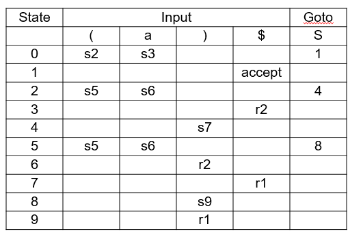 State Input Goto
( a ) $ S
0 s2 s3 1
1 accept
2 s5 s6 4
3 r2
4 s7
5 s5 s6 8
6 r2
7 r1
8 s9
9 r1